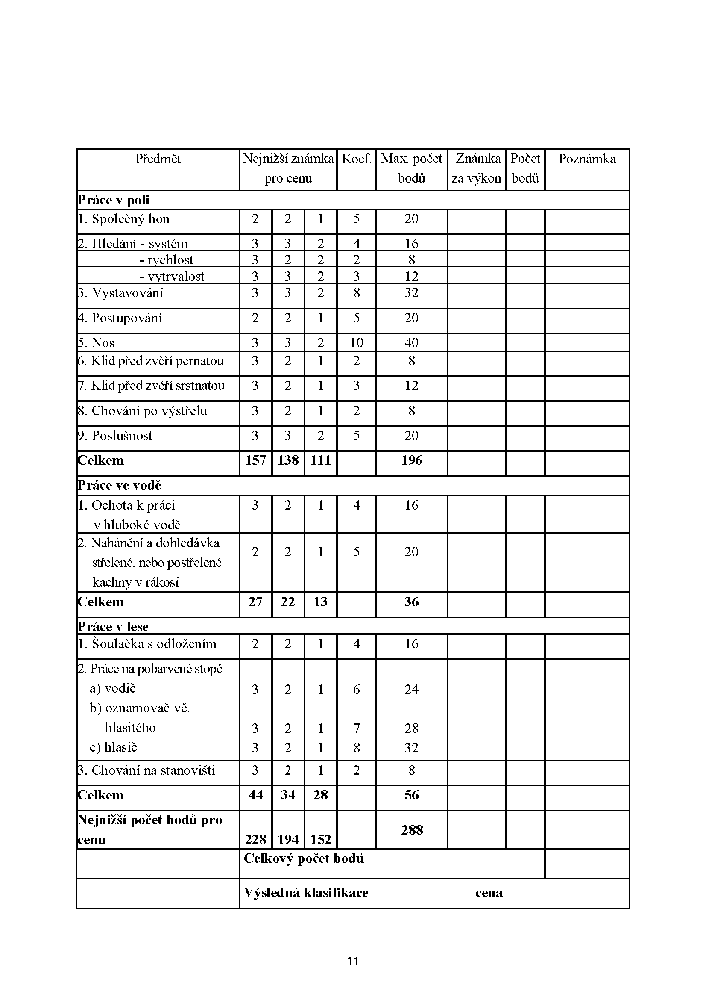 Předmět Nejnižší známka Koef. Max. počet Známka Počet Poznámka
pro cenu bodů za výkon bodů
Práce v poli
1. Společný hon 2 2 1 5 20
2. Hledání - systém 3 3 2 4 16
- rychlost 3 2 2 2 8
- vytrvalost 3 3 2 3 12
3. Vystavování 3 3 2 8 32
4. Postupování 2 2 1 5 20
5. Nos 3 3 2 10 40
6. Klid před zvěří pernatou 3 2 1 2 8
7. Klid před zvěří srstnatou 3 2 1 3 12
8. Chování po výstřelu 3 2 1 2 8
9. Poslušnost 3 3 2 5 20
Celkem 157 138 111 196
Práce ve vodě
1. Ochota k práci 3 2 1 4 16
v hluboké vodě
2. Nahánění a dohledávka
2 2 1 5 20
střelené, nebo postřelené
kachny v rákosí
Celkem 27 22 13 36
Práce v lese
1. Šoulačka s odložením 2 2 1 4 16
2. Práce na pobarvené stopě
a) vodič 3 2 1 6 24
b) oznamovač vč.
hlasitého 3 2 1 7 28
c) hlasič 3 2 1 8 32
3. Chování na stanovišti 3 2 1 2 8
Celkem 44 34 28 56
Nejnižší počet bodů pro
288
cenu 228 194 152
Celkový počet bodů
Výsledná klasifikace cena
11